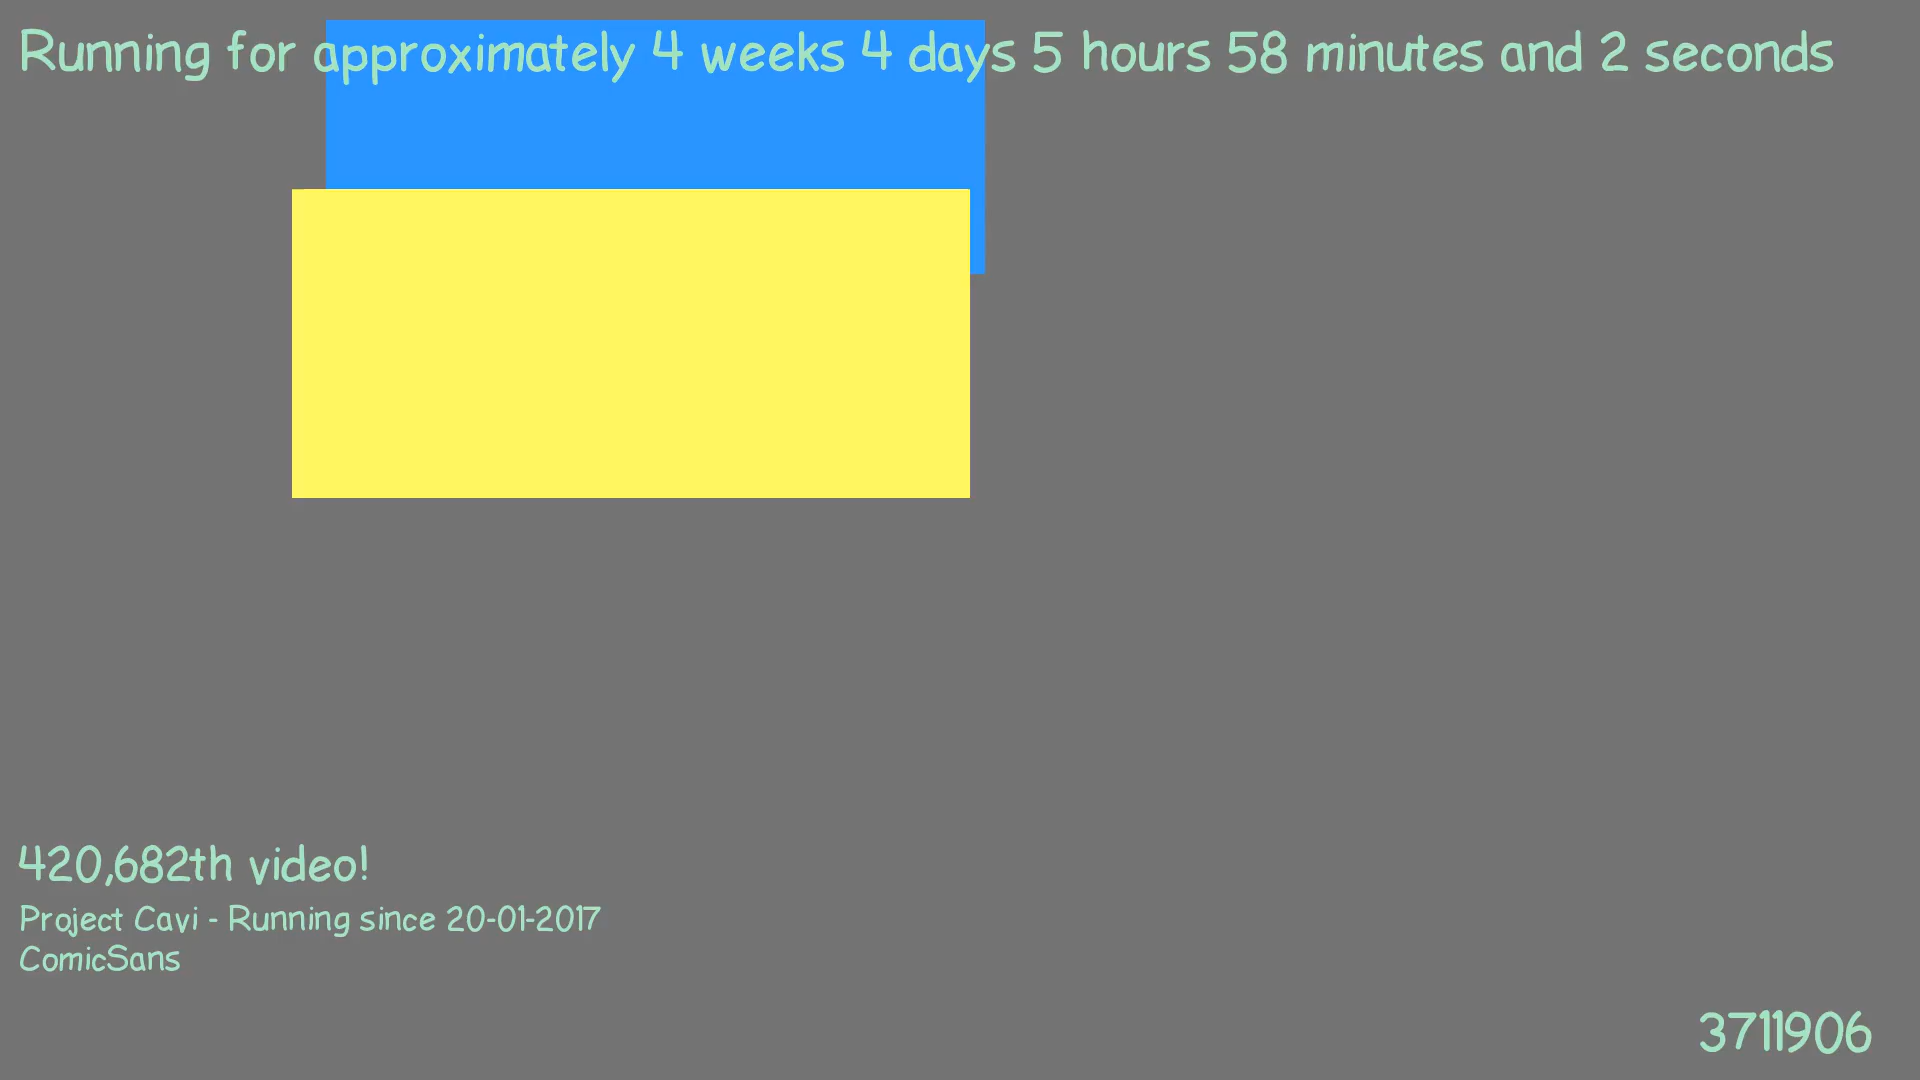 Running for approximately 4 weeks 4 days 5 hours 58 minutes and 2 seconds
420,682th video!
Project Cavi - Running since 20-01-2017
ComicSans
3711906